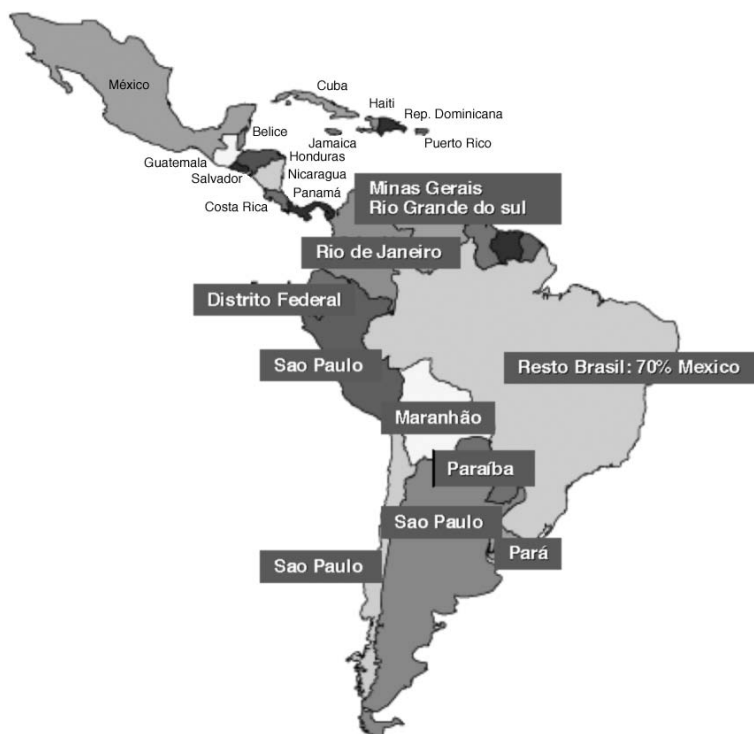 México
Cuba
Haiti
Rep. Dominicana
Belice
Jamaica
Puerto Rico
Guatemala
Honduras
Salvador
Nicaragua
Panamá
Costa Rica
Minas Gerais
Rio Grande do sul
Rio de Janeiro
Distrito Federal
Sao Paulo
Resto Brasil: 70% Mexico
Maranhão
Paraíba
Sao Paulo
Pará
Sao Paulo